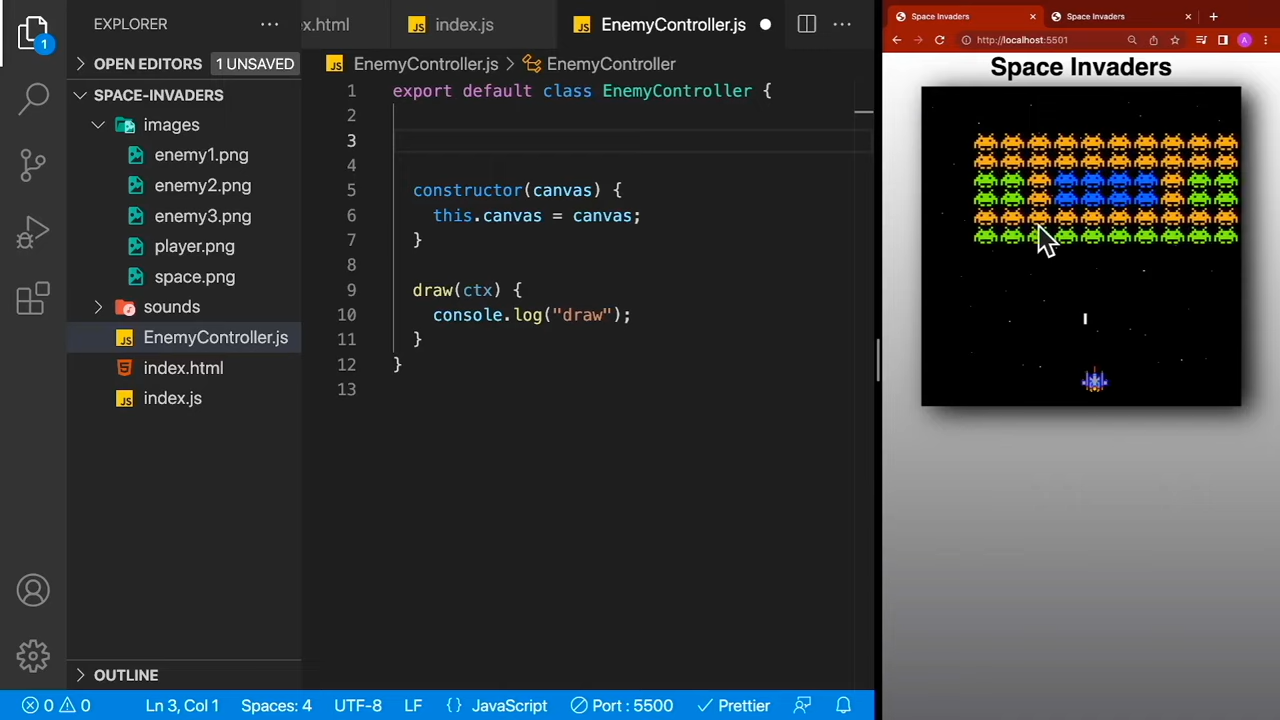 EXPLORER
OPEN EDITORS 1 UNSAVED
SPACE-INVADERS
images
enemy1.png
enemy2.png
enemy3.png
player.png
space.png
sounds
EnemyController.js
index.html
index.js
OUTLINE
1
x.html index.js EnemyController.js
EnemyController.js > EnemyController
1 export default class EnemyController {
2
3
4
5 constructor(canvas) {
6 this.canvas = canvas;
7 }
8
9 draw(ctx) {
10 console.log("draw");
11 }
12 }
13
0 0 Ln 3, Col 1 Spaces: 4 UTF-8 LF {} JavaScript Port : 5500 Prettier
Space Invaders Space Invaders
http://localhost:5501 A
Space Invaders